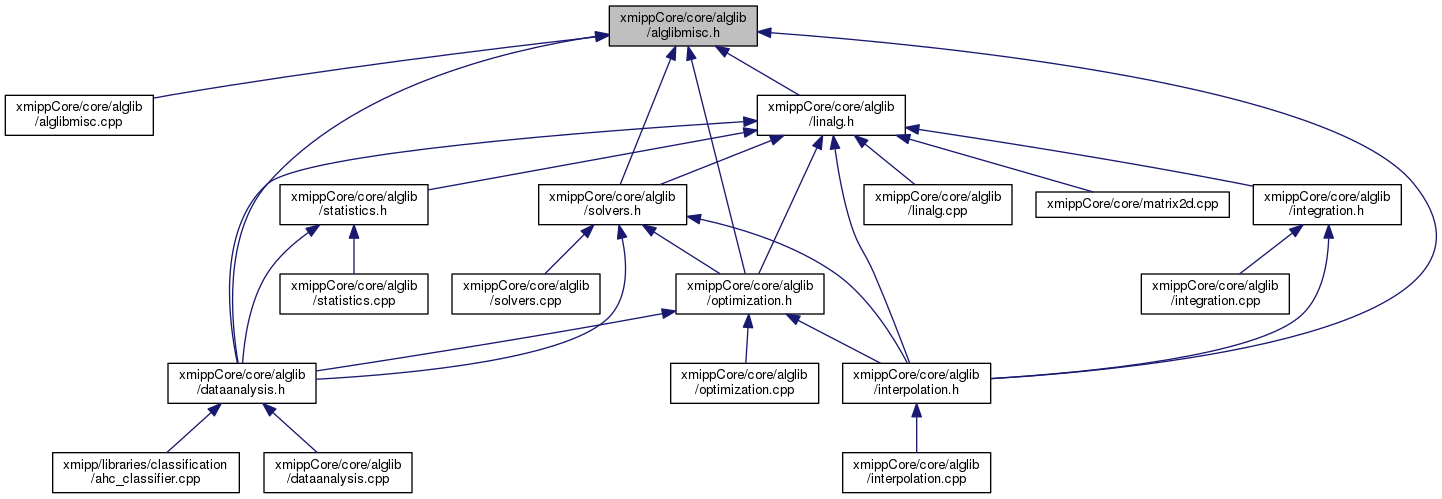 xmippCore/core/alglib
/alglibmisc.h
xmippCore/core/alglib
/alglibmisc.cpp
xmippCore/core/alglib
/linalg.h
xmippCore/core/alglib
/statistics.h
xmippCore/core/alglib
/solvers.h
xmippCore/core/alglib
/linalg.cpp
xmippCore/core/matrix2d.cpp
xmippCore/core/alglib
/integration.h
xmippCore/core/alglib
/statistics.cpp
xmippCore/core/alglib
/solvers.cpp
xmippCore/core/alglib
/optimization.h
xmippCore/core/alglib
/integration.cpp
xmippCore/core/alglib
/dataanalysis.h
xmippCore/core/alglib
/optimization.cpp
xmippCore/core/alglib
/interpolation.h
xmipp/libraries/classification
/ahc_classifier.cpp
xmippCore/core/alglib
/dataanalysis.cpp
xmippCore/core/alglib
/interpolation.cpp